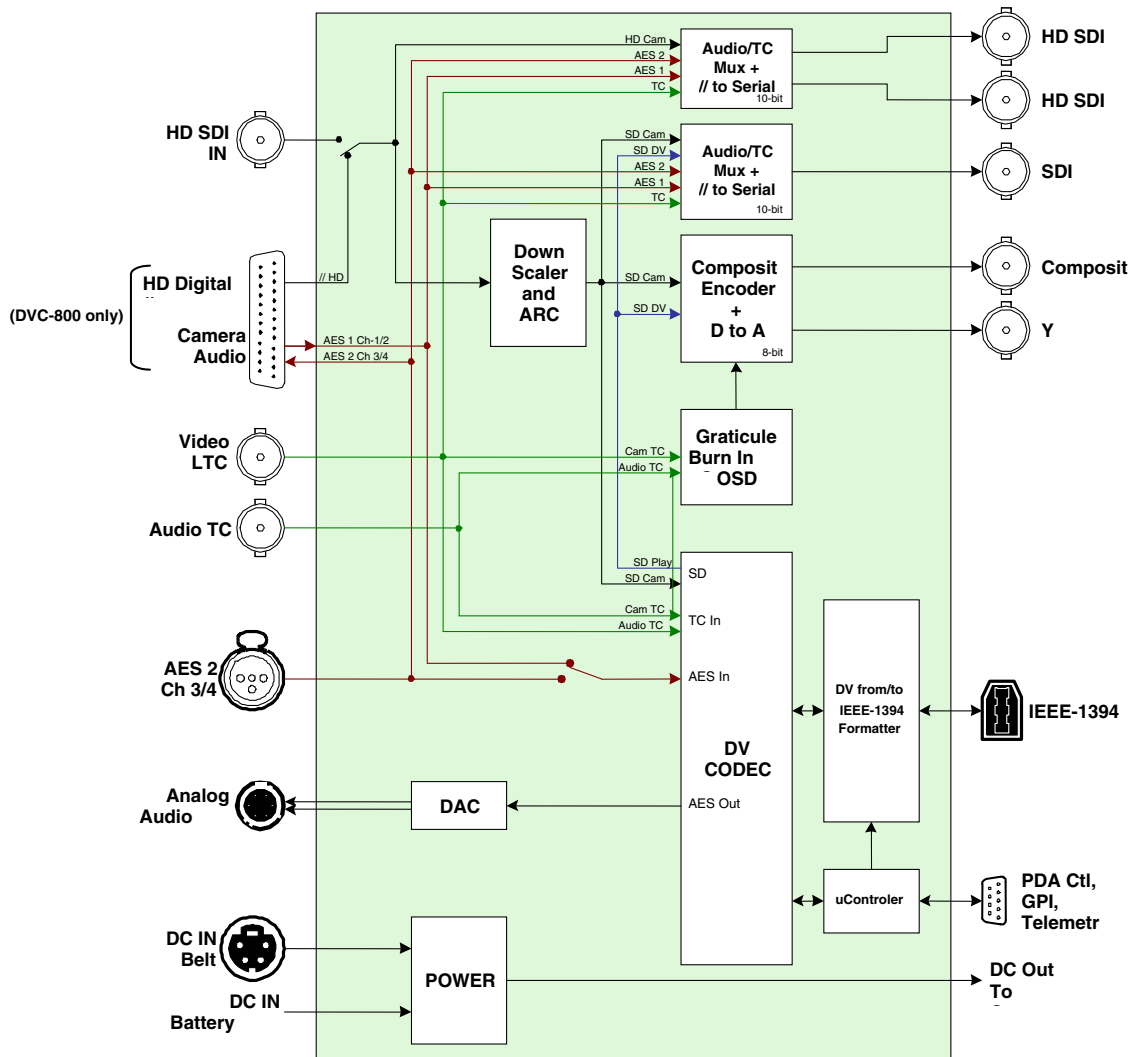 HD Cam
AES 2
AES 1
TC
Audio/TC
Mux +
// to Serial
10-bit
HD SDI
HD SDI
HD SDI
IN
SD Cam
SD DV
AES 2
AES 1
TC
Audio/TC
Mux +
// to Serial
10-bit
SDI
HD Digital
(DVC-800 only)
Camera
Audio
// HD
AES 1 Ch-1/2
AES 2 Ch 3/4
Down
Scaler
and
ARC
SD Cam
SD DV
Composit
Encoder
+
D to A
8-bit
Composit
Y
Video
LTC
Audio TC
Cam TC
Audio TC
Graticule
Burn In
OSD
SD Play
SD Cam
Cam TC
Audio TC
SD
TC In
AES In
DV
CODEC
AES Out
AES 2
Ch 3/4
DV from/to
IEEE-1394
Formatter
IEEE-1394
Analog
Audio
DAC
uControler
PDA Ctl,
GPI,
Telemetr
DC IN
Belt
DC IN
Battery
POWER
DC Out
To